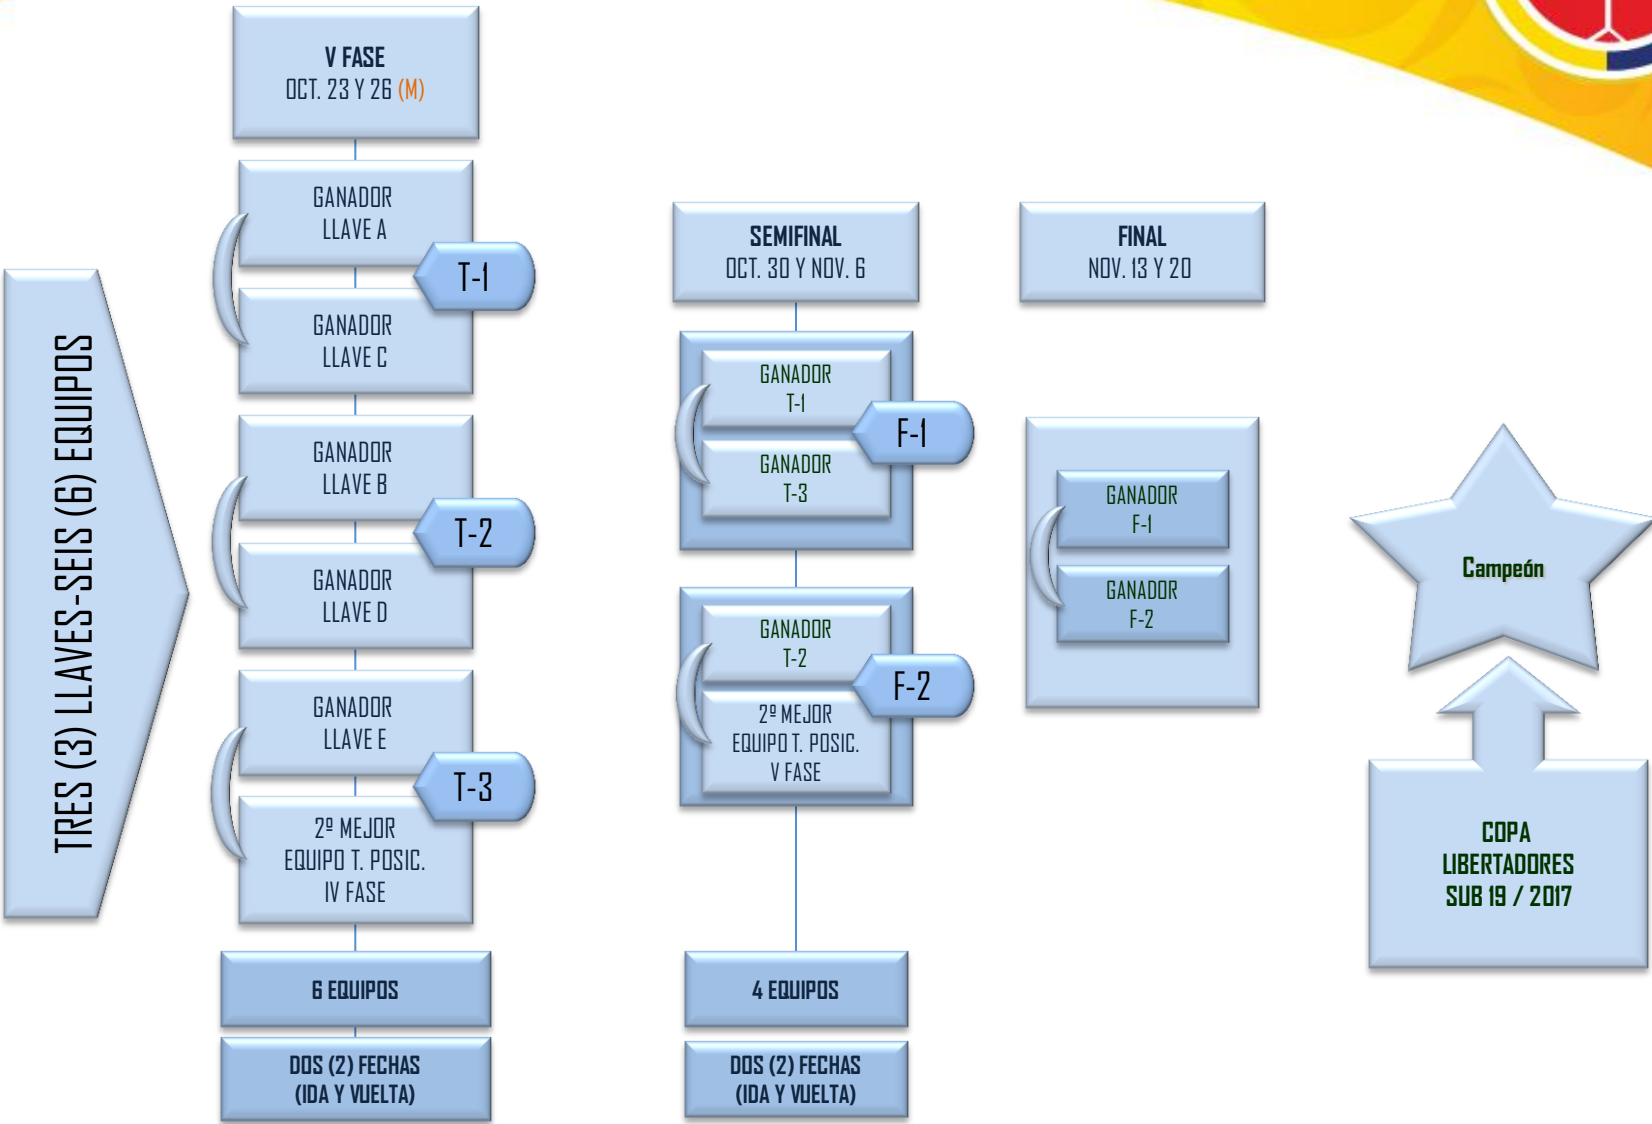 TRES (3) LLAVES-SEIS (6) EQUIPOS
V FASE
OCT. 23 Y 26 (M)
GANADOR
LLAVE A
T-1
GANADOR
LLAVE C
GANADOR
LLAVE B
T-2
GANADOR
LLAVE D
GANADOR
LLAVE E
T-3
2º MEJOR
EQUIPO T. POSIC.
IV FASE
6 EQUIPOS
DOS (2) FECHAS
(IDA Y VUELTA)
SEMIFINAL
OCT. 30 Y NOV. 6
GANADOR
T-1
F-1
GANADOR
T-3
GANADOR
T-2
F-2
2º MEJOR
EQUIPO T. POSIC.
V FASE
4 EQUIPOS
DOS (2) FECHAS
(IDA Y VUELTA)
FINAL
NOV. 13 Y 20
GANADOR
F-1
GANADOR
F-2
Campeón
COPA
LIBERTADORES
SUB 19 / 2017